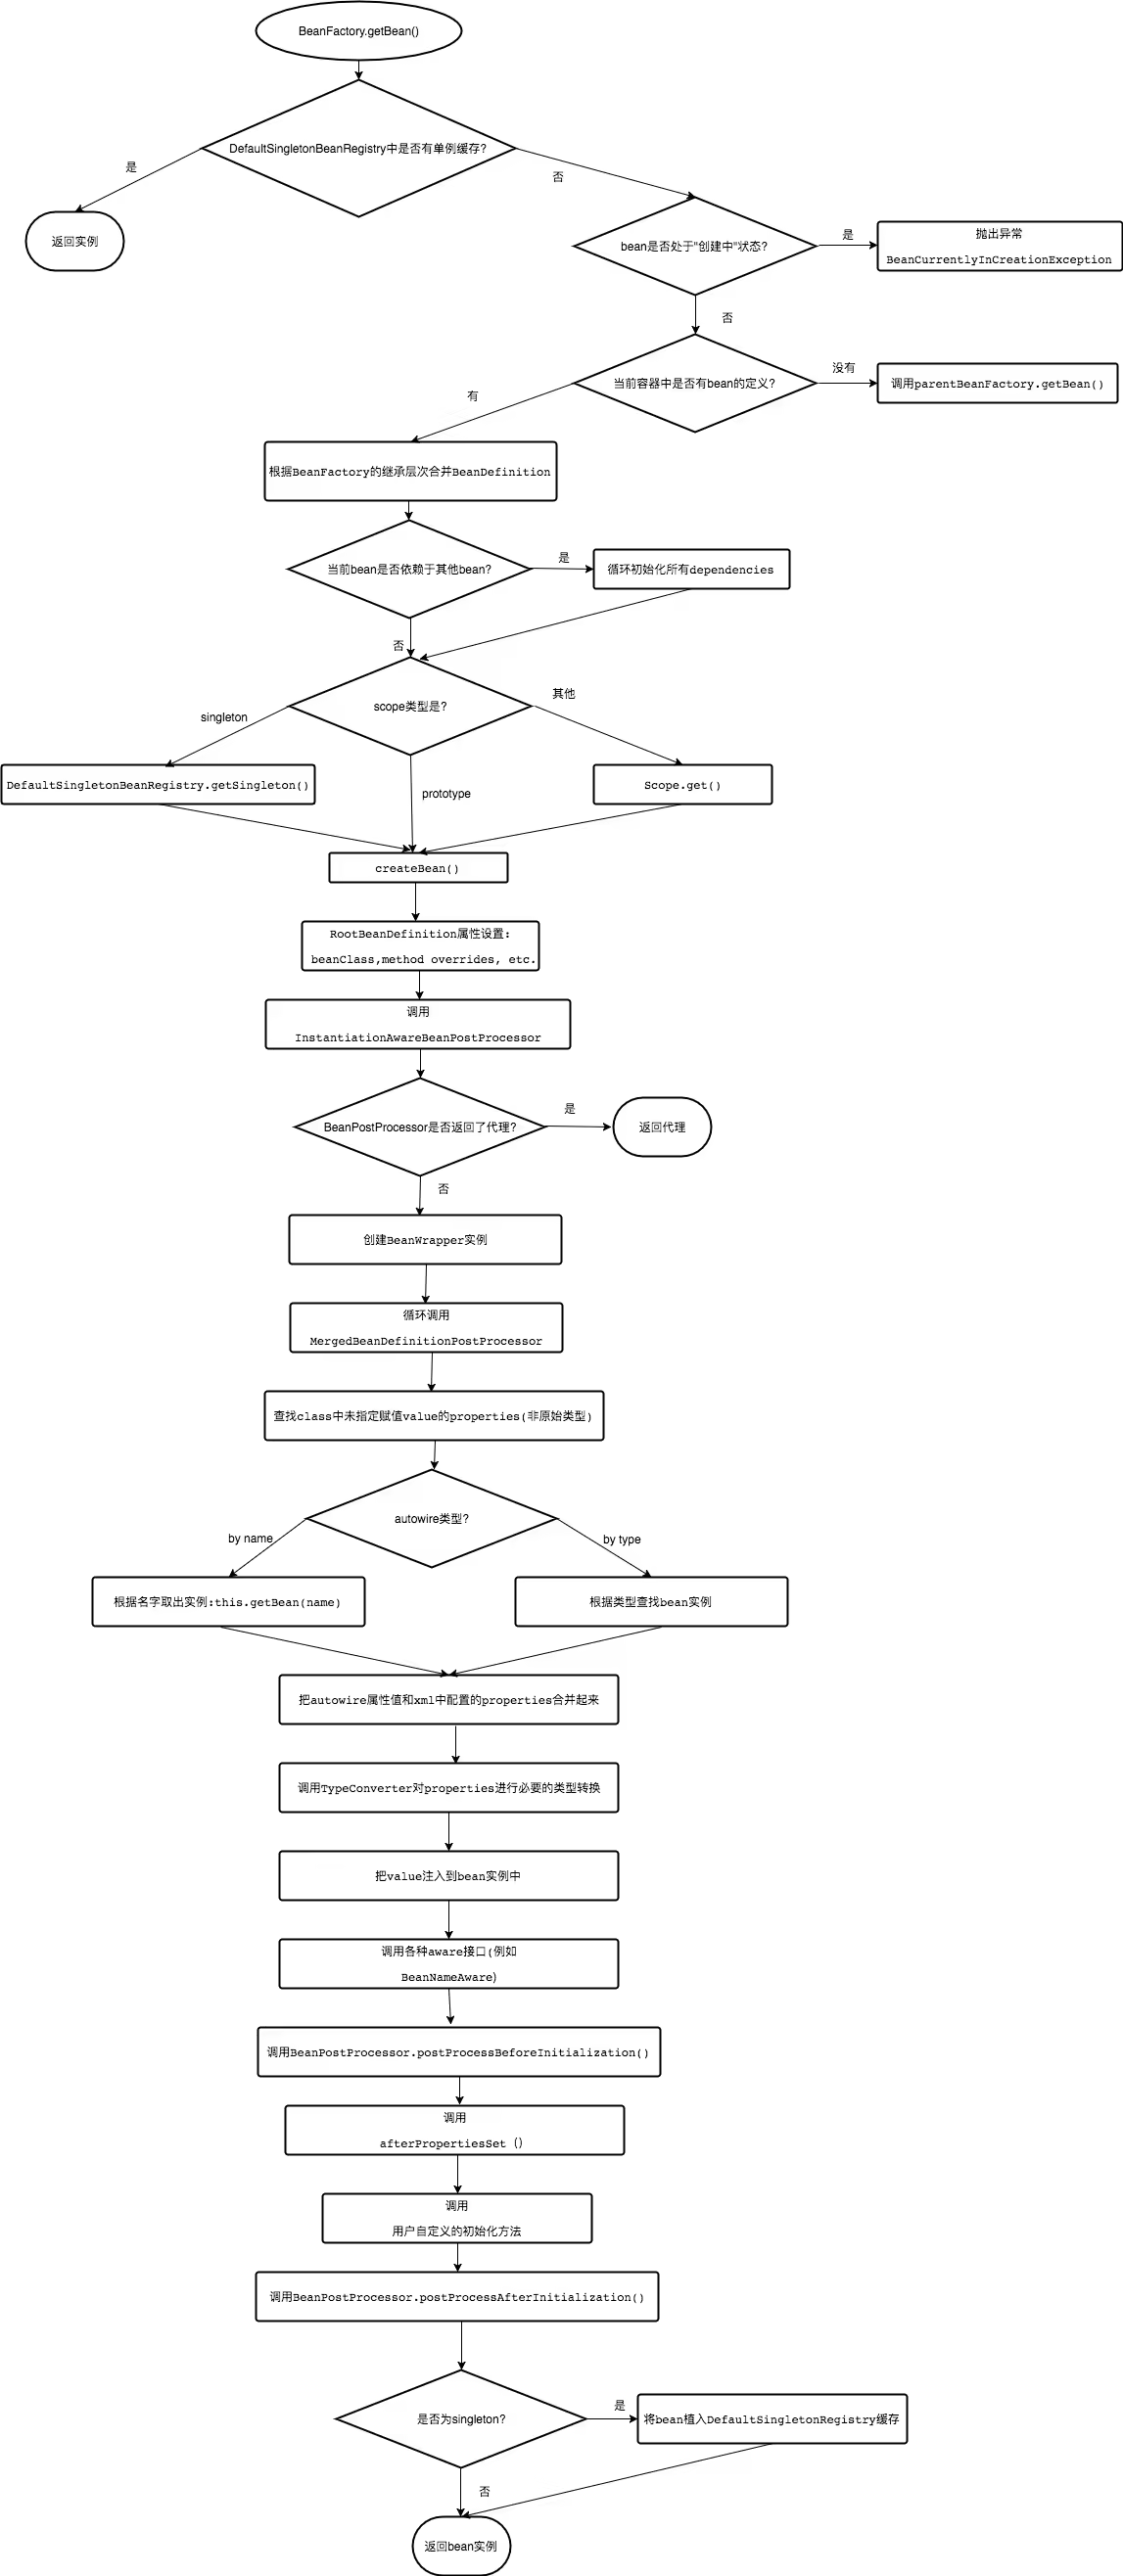 BeanFactory.getBean()
DefaultSingletonBeanRegistry中是否有单例缓存?
是
否
返回实例
bean是否处于"创建中"状态?
是
抛出异常
BeanCurrentlyInCreationException
否
当前容器中是否有bean的定义?
没有
调用parentBeanFactory.getBean()
有
根据BeanFactory的继承层次合并BeanDefinition
当前bean是否依赖于其他bean?
是
循环初始化所有dependencies
否
scope类型是?
其他
singleton
DefaultSingletonBeanRegistry.getSingleton()
prototype
Scope.get()
createBean()
RootBeanDefinition属性设置:
beanClass,method overrides, etc.
调用
InstantiationAwareBeanPostProcessor
BeanPostProcessor是否返回了代理?
是
返回代理
否
创建BeanWrapper实例
循环调用
MergedBeanDefinitionPostProcessor
查找class中未指定赋值value的properties(非原始类型)
autowire类型?
by name
by type
根据名字取出实例:this.getBean(name)
根据类型查找bean实例
把autowire属性值和xml中配置的properties合并起来
调用TypeConverter对properties进行必要的类型转换
把value注入到bean实例中
调用各种aware接口(例如
BeanNameAware)
调用BeanPostProcessor.postProcessBeforeInitialization()
调用
afterPropertiesSet ()
调用
用户自定义的初始化方法
调用BeanPostProcessor.postProcessAfterInitialization()
是否为singleton?
是
将bean植入DefaultSingletonRegistry缓存
否
返回bean实例